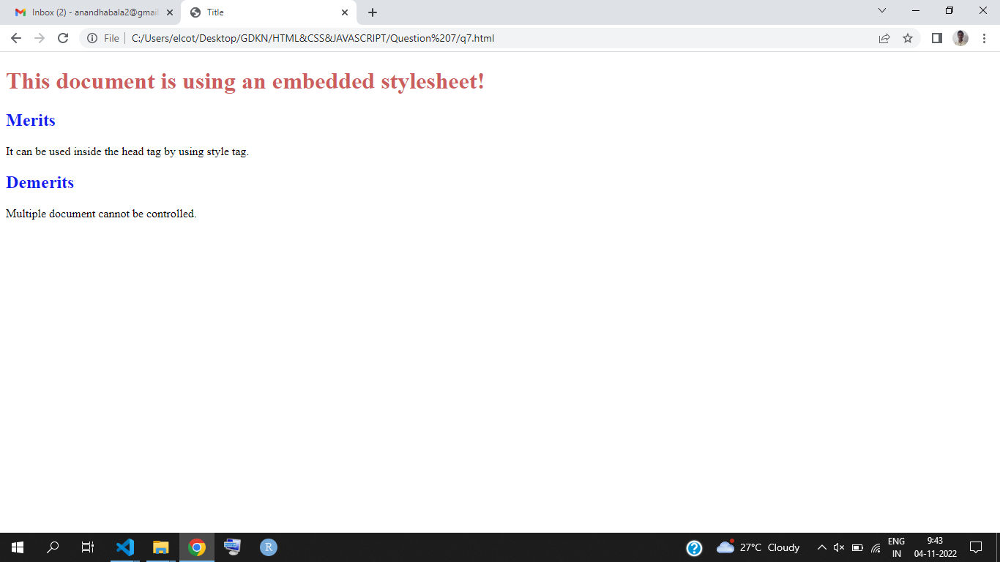 Inbox (2) - anandhabala2@gmail
Title
File
C:/Users/elcot/Desktop/GDKN/HTML&CSS&JAVASCRIPT/Question%207/q7.html
This document is using an embedded stylesheet!
Merits
It can be used inside the head tag by using style tag.
Demerits
Multiple document cannot be controlled.
R
27°C Cloudy
ENG
IN
9:43
04-11-2022